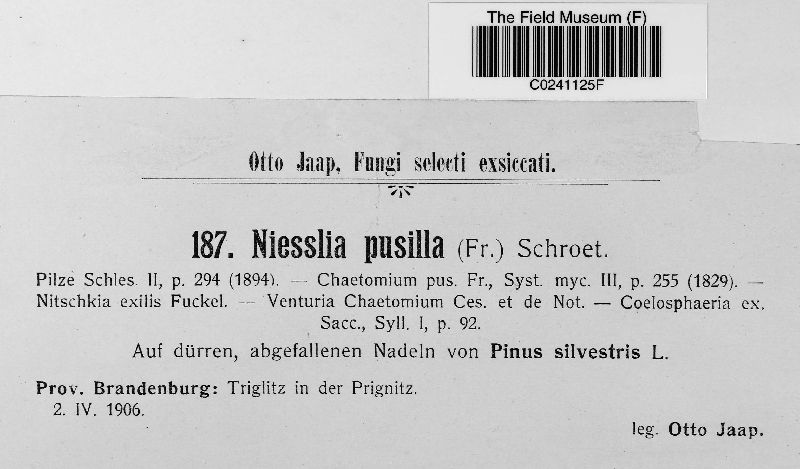 The Field Museum (F)
C0241125F
Otto Jaap, Fungi selecti exsiccati.
187. Niesslia pusilla (Fr.) Schroet.
Pilze Schles. II, p. 294 (1894). — Chaetomium pus. Fr., Syst. myc. III, p. 255 (1829). —
Nitschkia exilis Fuckel. — Venturia Chaetomium Ces. et de Not. — Coelosphaeria ex.
Sacc., Syll. I, p. 92.
Auf dürren, abgefallenen Nadeln von Pinus silvestris L.
Prov. Brandenburg: Triglitz in der Prignitz.
2. IV. 1906.
leg. Otto Jaap.